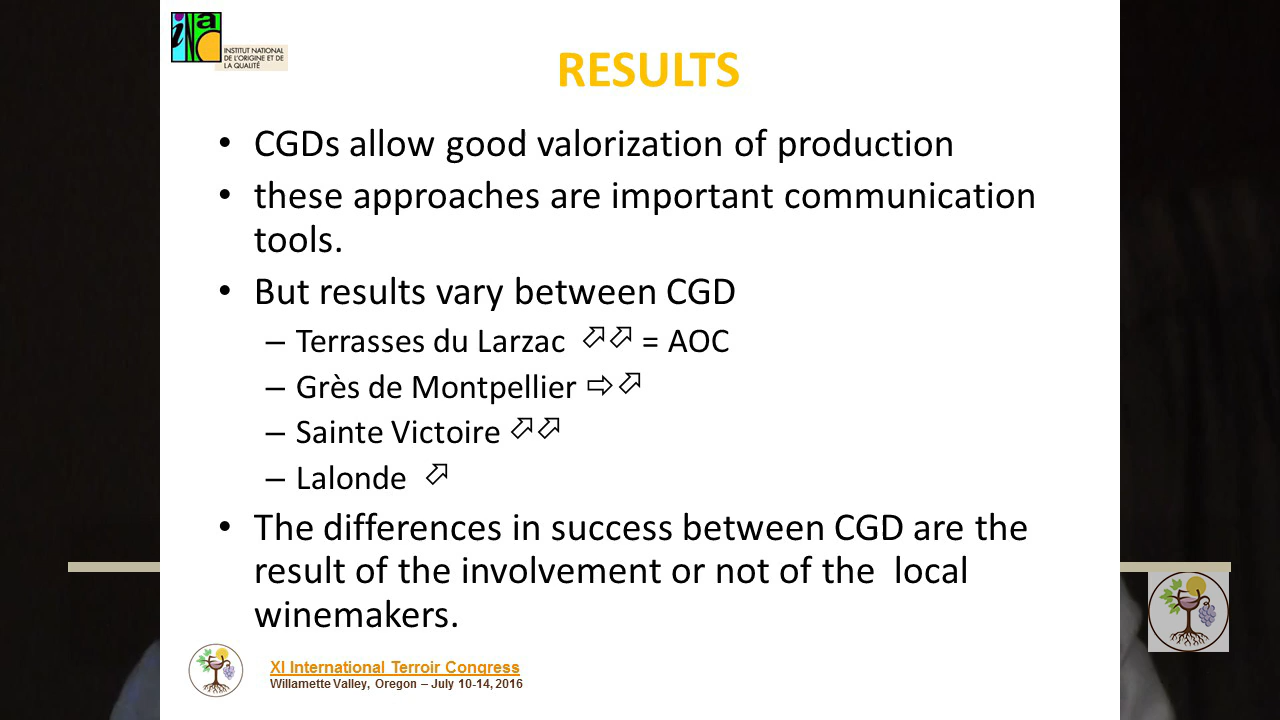 inao
INSTITUT NATIONAL
DE L'ORIGINE ET DE
LA QUALITÉ
RESULTS
• CGDs allow good valorization of production
• these approaches are important communication
tools.
• But results vary between CGD
– Terrasses du Larzac ⬀⬀ = AOC
– Grès de Montpellier ⇨⬀
– Sainte Victoire ⬀⬀
– Lalonde ⬀
• The differences in success between CGD are the
result of the involvement or not of the local
winemakers.
XI International Terroir Congress
Willamette Valley, Oregon – July 10-14, 2016